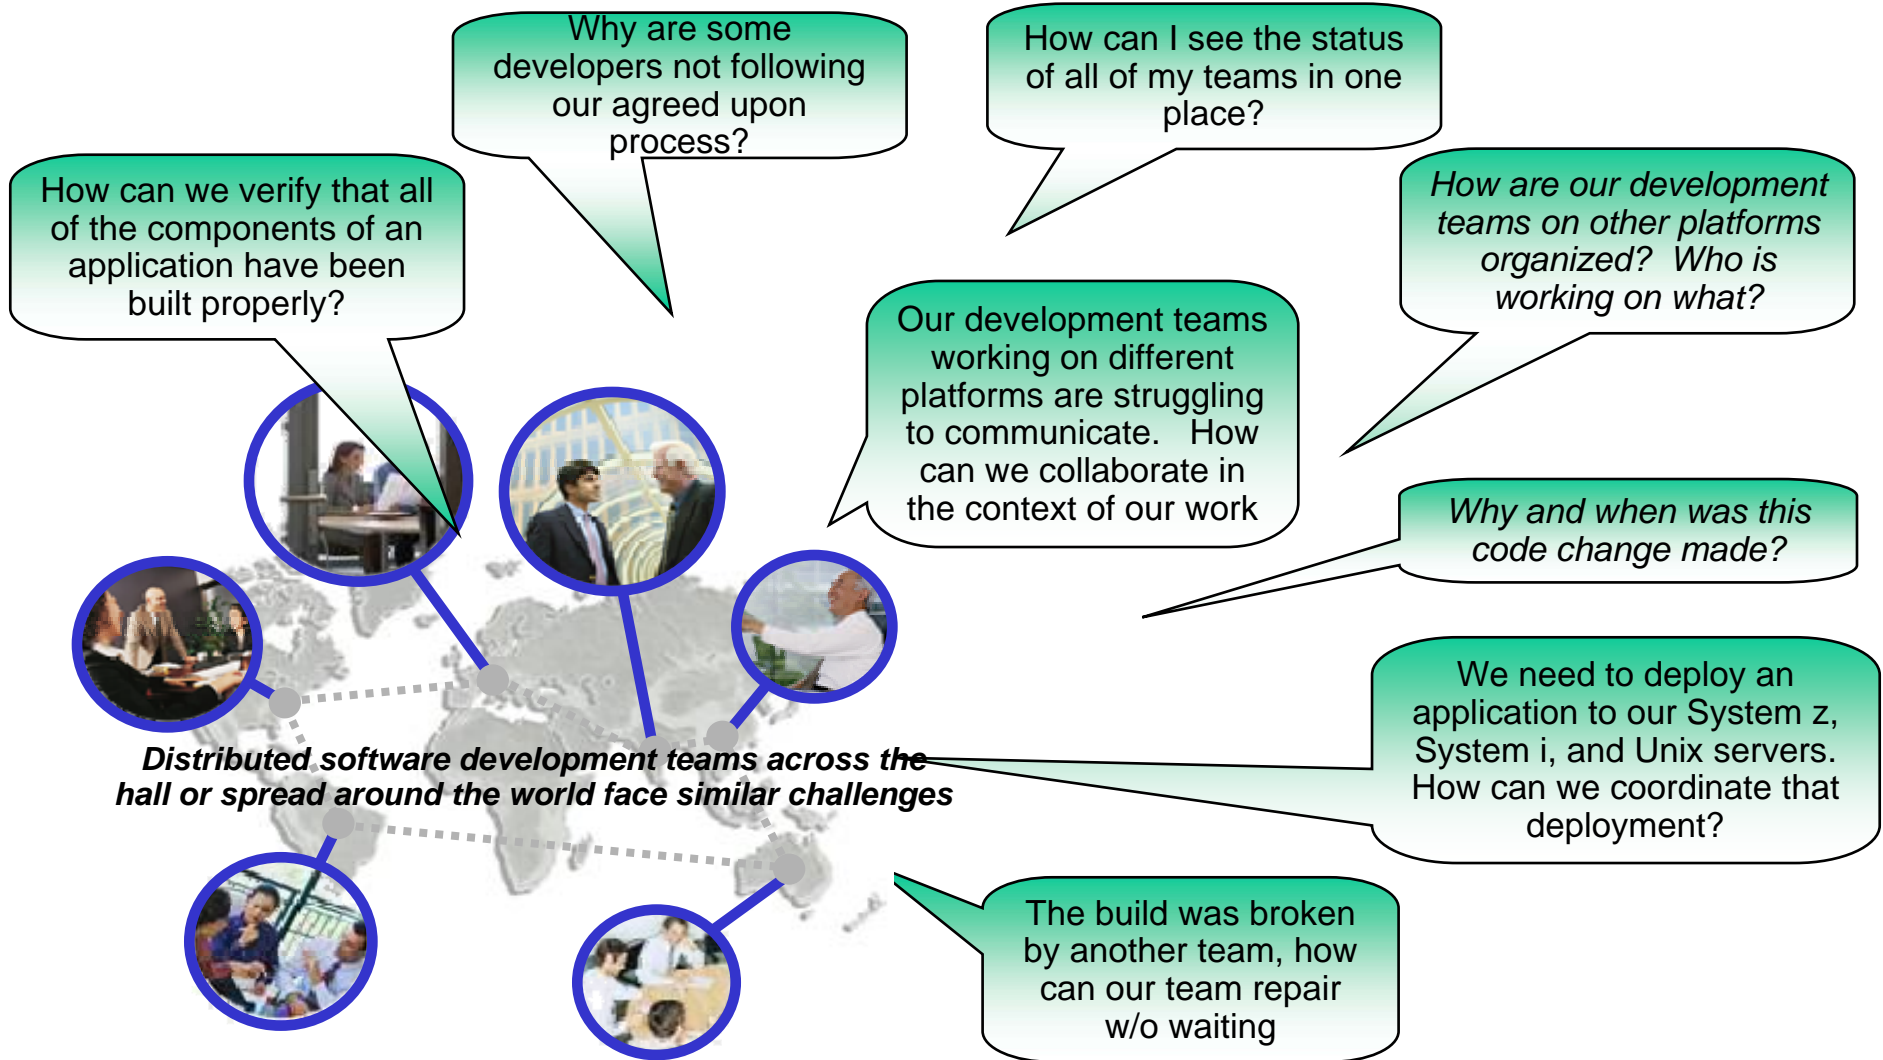 Why are some
developers not following
our agreed upon
process?
How can I see the status
of all of my teams in one
place?
How can we verify that all
of the components of an
application have been
built properly?
How are our development
teams on other platforms
organized?  Who is
working on what?
Our development teams
working on different
platforms are struggling
to communicate.   How
can we collaborate in
the context of our work
Why and when was this
code change made?
We need to deploy an
application to our System z,
System i, and Unix servers.
How can we coordinate that
deployment?
Distributed software development teams across the
hall or spread around the world face similar challenges
The build was broken
by another team, how
can our team repair
w/o waiting